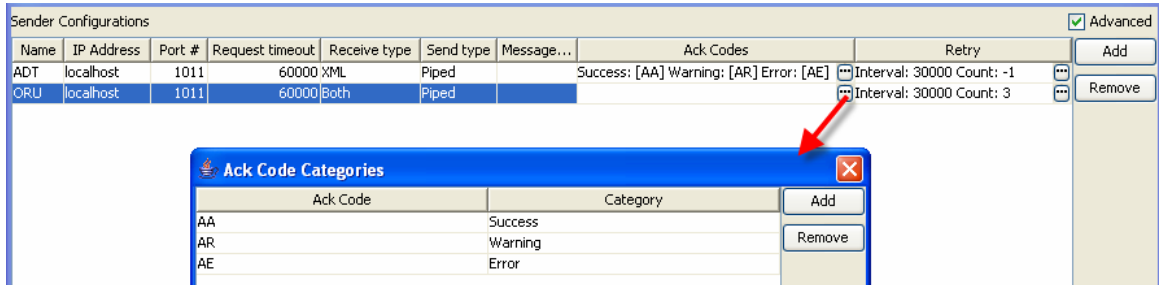 Sender Configurations Advanced
Name IP Address Port # Request timeout Receive type Send type Message... Ack Codes Retry Add
ADT localhost 1011 60000 XML Piped Success: [AA] Warning: [AR] Error: [AE] ... Interval: 30000 Count: -1 ...
ORU localhost 1011 60000 Both Piped ... Interval: 30000 Count: 3 ... Remove
Ack Code Categories
Ack Code Category Add
AA Success
AR Warning Remove
AE Error